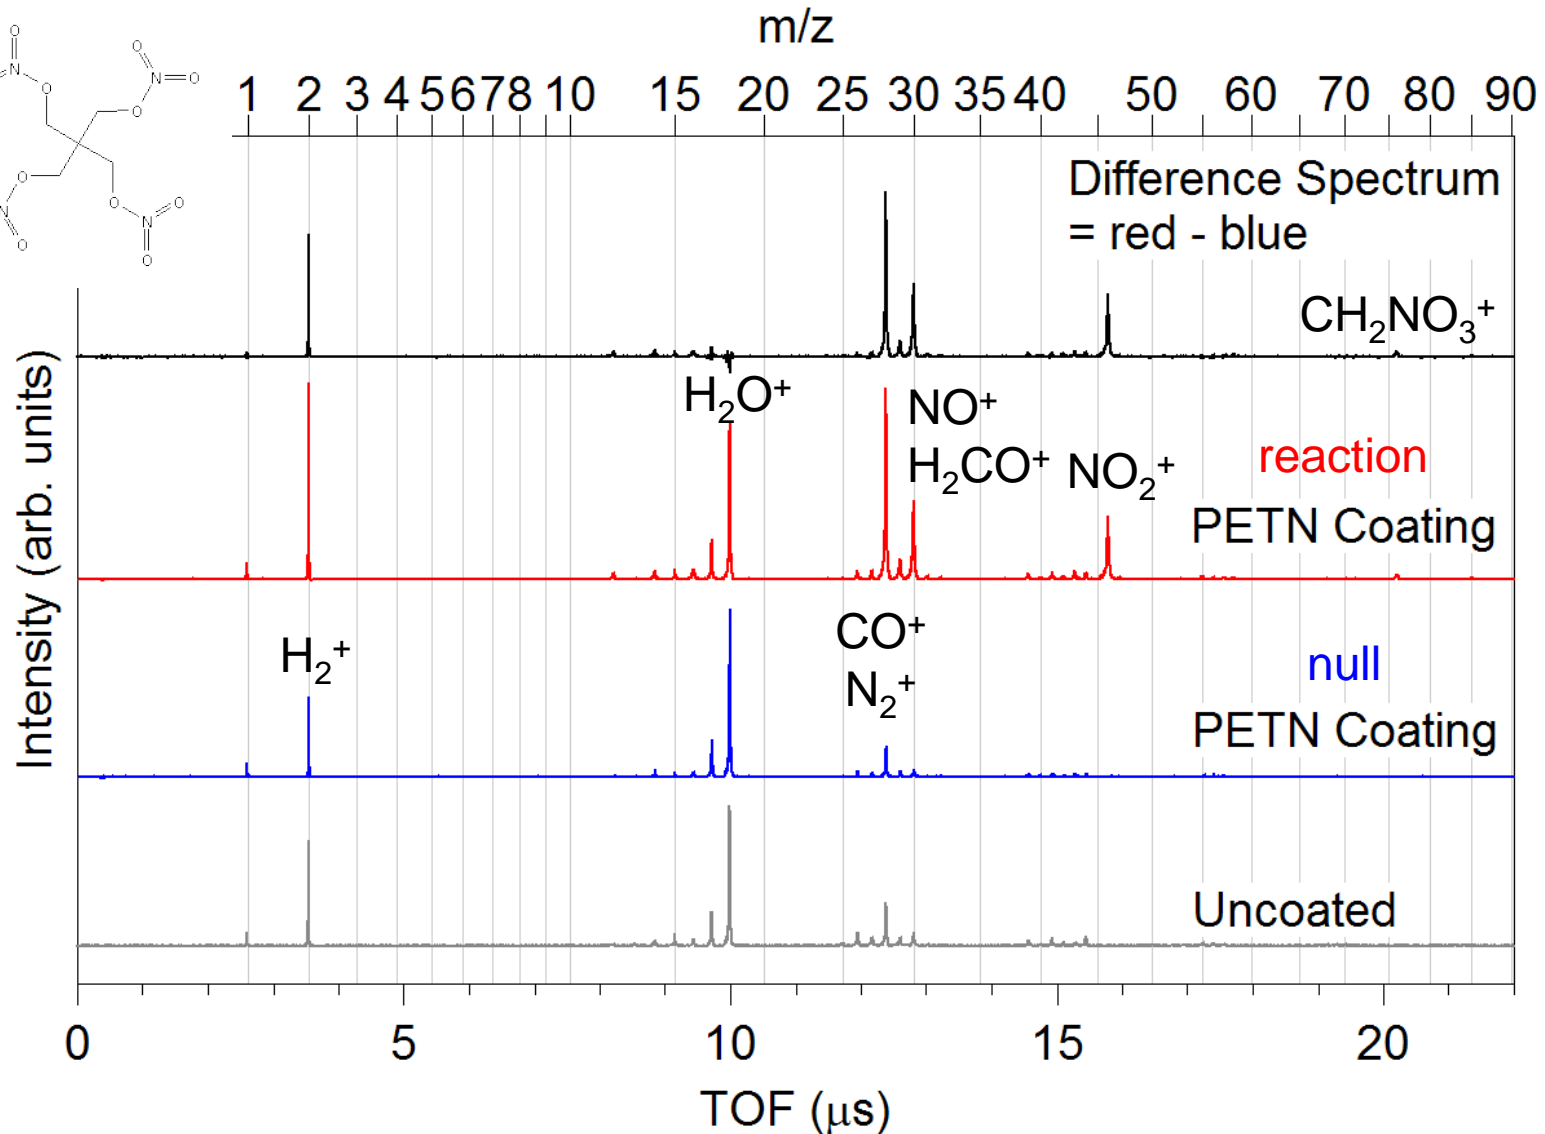 m/z
1 2 3 4 5 6 7 8 10 15 20 25 30 35 40 50 60 70 80 90
O
N O
O
O
N O
O
O
O
N
O
O
N O
O
Difference Spectrum
= red - blue
CH₂NO₃⁺
H₂O⁺
NO⁺
H₂CO⁺ NO₂⁺
reaction
PETN Coating
H₂⁺
CO⁺
N₂⁺
null
PETN Coating
Uncoated
Intensity (arb. units)
0 5 10 15 20
TOF (μs)